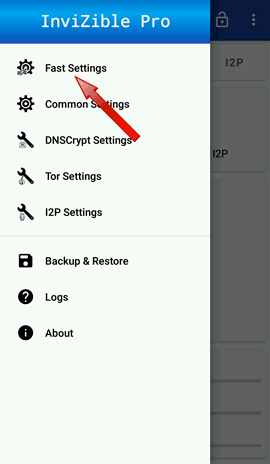 InviZible Pro
Fast Settings
I2P
Common Settings
DNSCrypt Settings
I2P
Tor Settings
I2P Settings
Backup & Restore
Logs
About